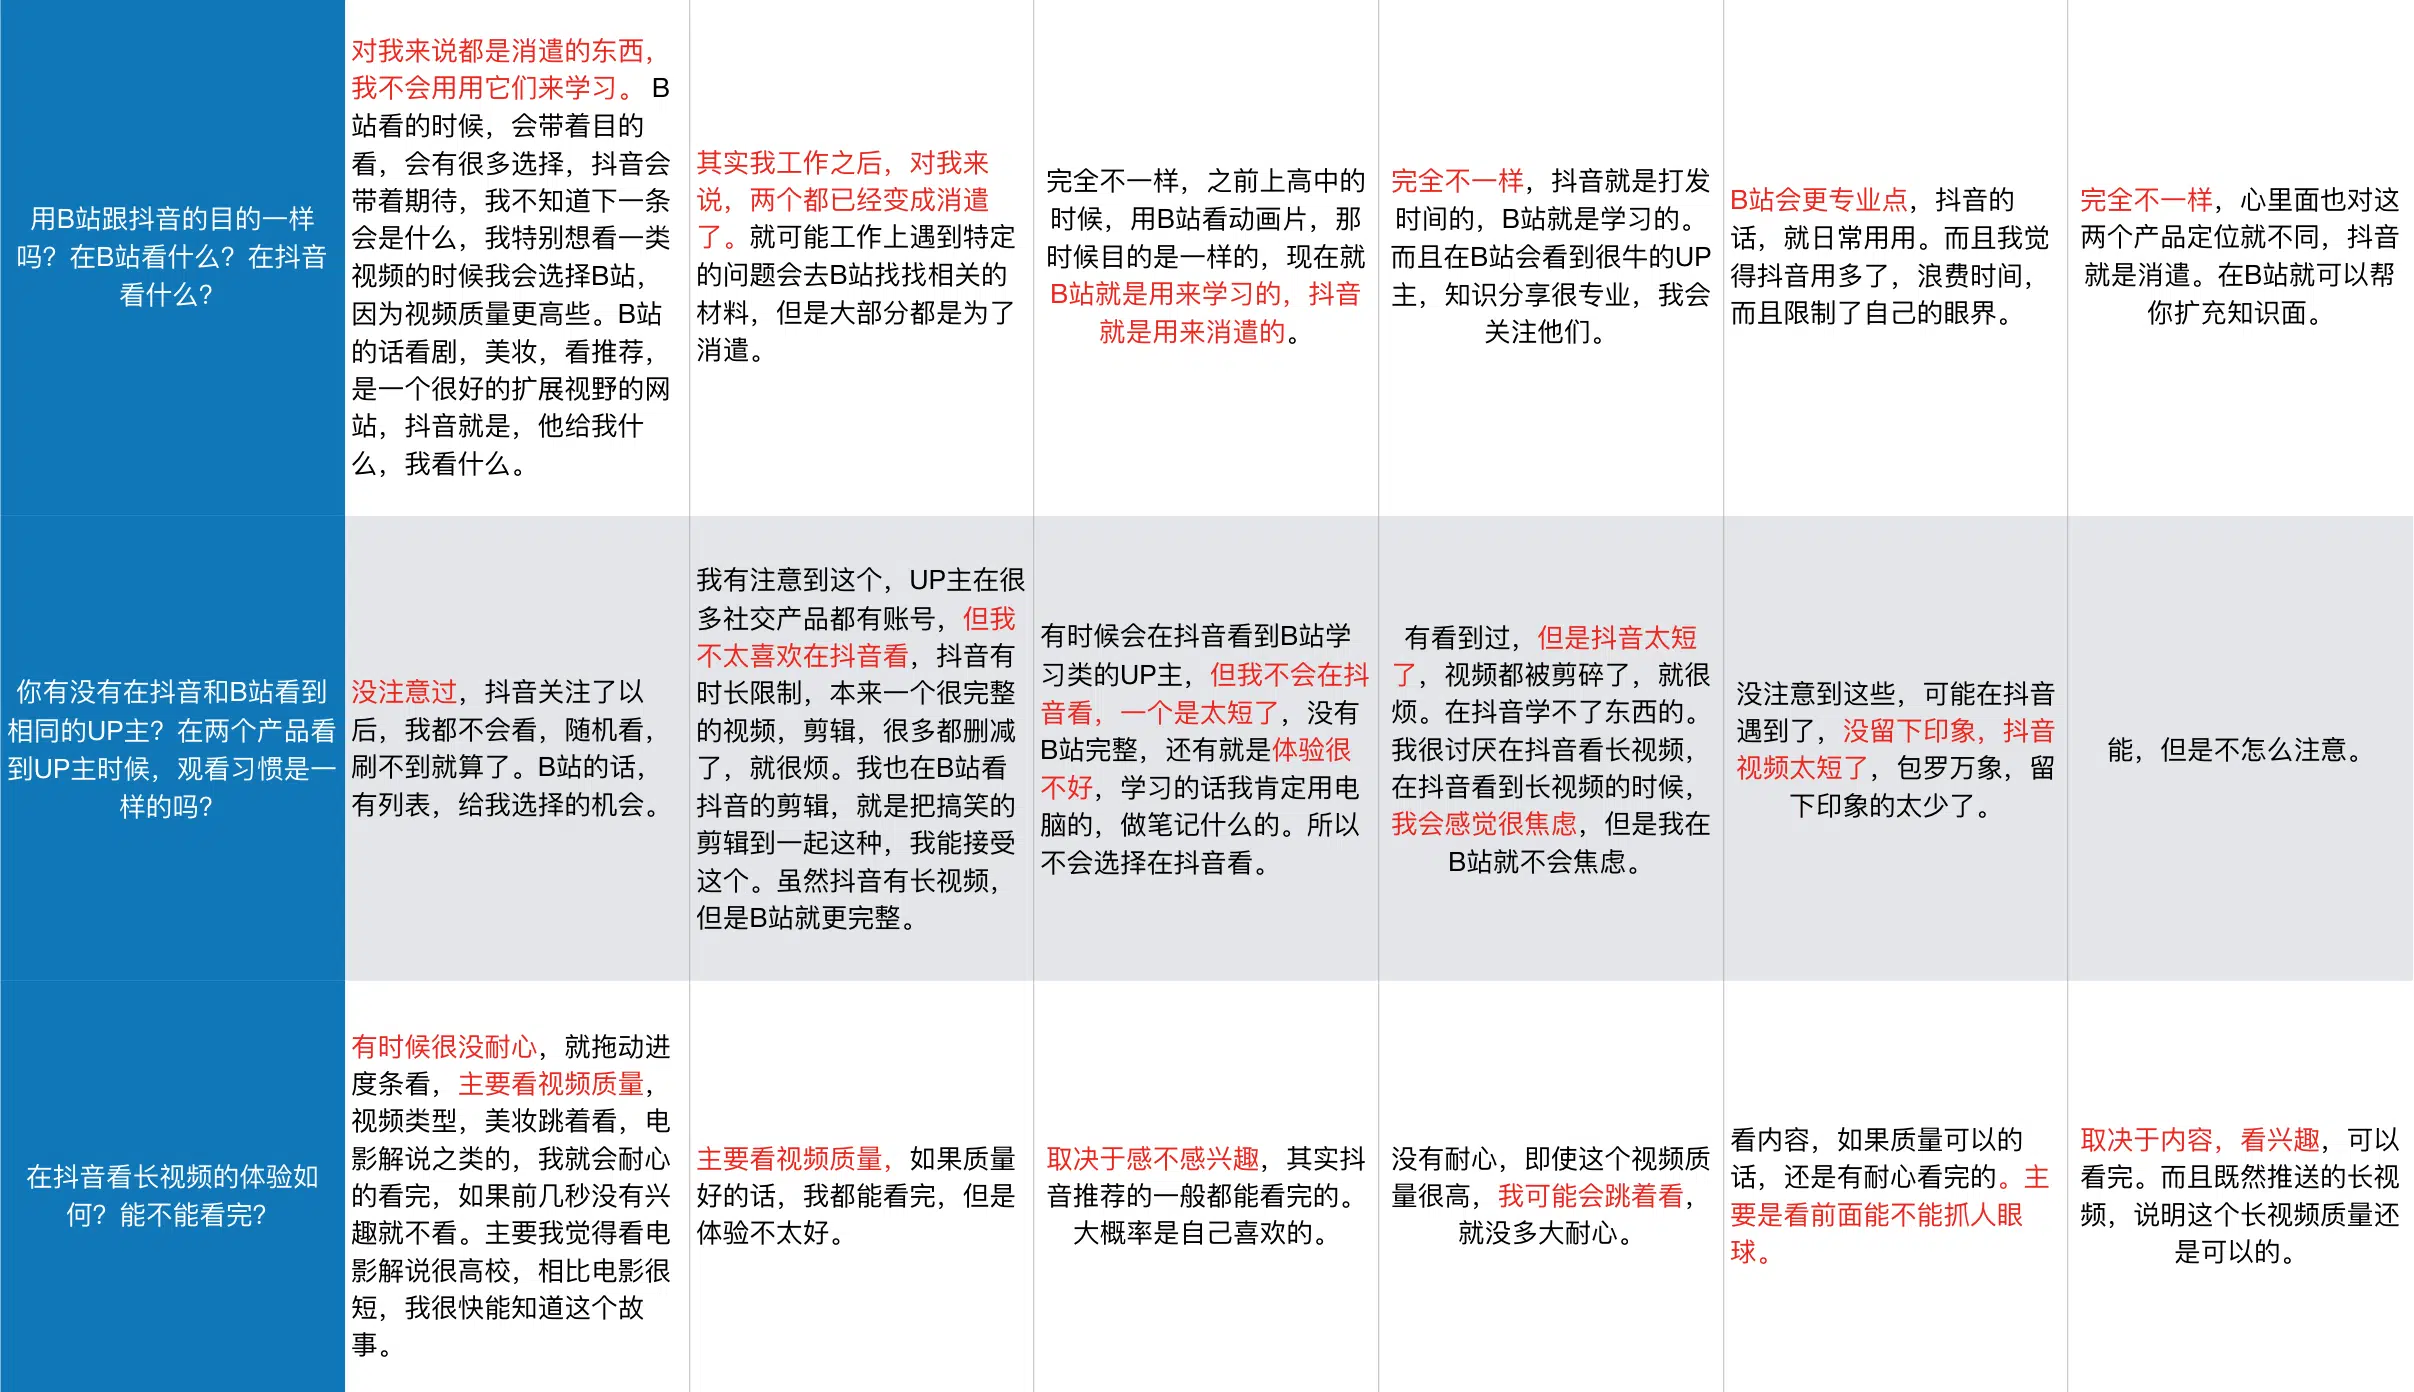 用B站跟抖音的目的一样
吗？在B站看什么？在抖音
看什么？
对我来说都是消遣的东西，
我不会用用它们来学习。B
站看的时候，会带着目的
看，会有很多选择，抖音会
带着期待，我不知道下一条
会是什么，我特别想看一类
视频的时候我会选择B站，
因为视频质量更高些。B站
的话看剧，美妆，看推荐，
是一个很好的扩展视野的网
站，抖音就是，他给我什
么，我看什么。
其实我工作之后，对我来
说，两个都已经变成消遣
了。就可能工作上遇到特定
的问题会去B站找找相关的
材料，但是大部分都是为了
消遣。
完全不一样，之前上高中的
时候，用B站看动画片，那
时候目的是一样的，现在就
B站就是用来学习的，抖音
就是用来消遣的。
完全不一样，抖音就是打发
时间的，B站就是学习的。
而且在B站会看到很牛的UP
主，知识分享很专业，我会
关注他们。
B站会更专业点，抖音的
话，就日常用用。而且我觉
得抖音用多了，浪费时间，
而且限制了自己的眼界。
完全不一样，心里面也对这
两个产品定位就不同，抖音
就是消遣。在B站就可以帮
你扩充知识面。
你有没有在抖音和B站看到
相同的UP主？在两个产品看
到UP主时候，观看习惯是一
样的吗？
没注意过，抖音关注了以
后，我都不会看，随机看，
刷不到就算了。B站的话，
有列表，给我选择的机会。
我有注意到这个，UP主在很
多社交产品都有账号，但我
不太喜欢在抖音看，抖音有
时长限制，本来一个很完整
的视频，剪辑，很多都删减
了，就很烦。我也在B站看
抖音的剪辑，就是把搞笑的
剪辑到一起这种，我能接受
这个。虽然抖音有长视频，
但是B站就更完整。
有时候会在抖音看到B站学
习类的UP主，但我不会在抖
音看，一个是太短了，没有
B站完整，还有就是体验很
不好，学习的话我肯定用电
脑的，做笔记什么的。所以
不会选择在抖音看。
有看到过，但是抖音太短
了，视频都被剪碎了，就很
烦。在抖音学不了东西的。
我很讨厌在抖音看长视频，
在抖音看到长视频的时候，
我会感觉很焦虑，但是我在
B站就不会焦虑。
没注意到这些，可能在抖音
遇到了，没留下印象，抖音
视频太短了，包罗万象，留
下印象的太少了。
能，但是不怎么注意。
在抖音看长视频的体验如
何？能不能看完？
有时候很没耐心，就拖动进
度条看，主要看视频质量，
视频类型，美妆跳着看，电
影解说之类的，我就会耐心
的看完，如果前几秒没有兴
趣就不看。主要我觉得看电
影解说很高校，相比电影很
短，我很快能知道这个故
事。
主要看视频质量，如果质量
好的话，我都能看完，但是
体验不太好。
取决于感不感兴趣，其实抖
音推荐的一般都能看完的。
大概率是自己喜欢的。
没有耐心，即使这个视频质
量很高，我可能会跳着看，
就没多大耐心。
看内容，如果质量可以的
话，还是有耐心看完的。主
要是看前面能不能抓人眼
球。
取决于内容，看兴趣，可以
看完。而且既然推送的长视
频，说明这个长视频质量还
是可以的。